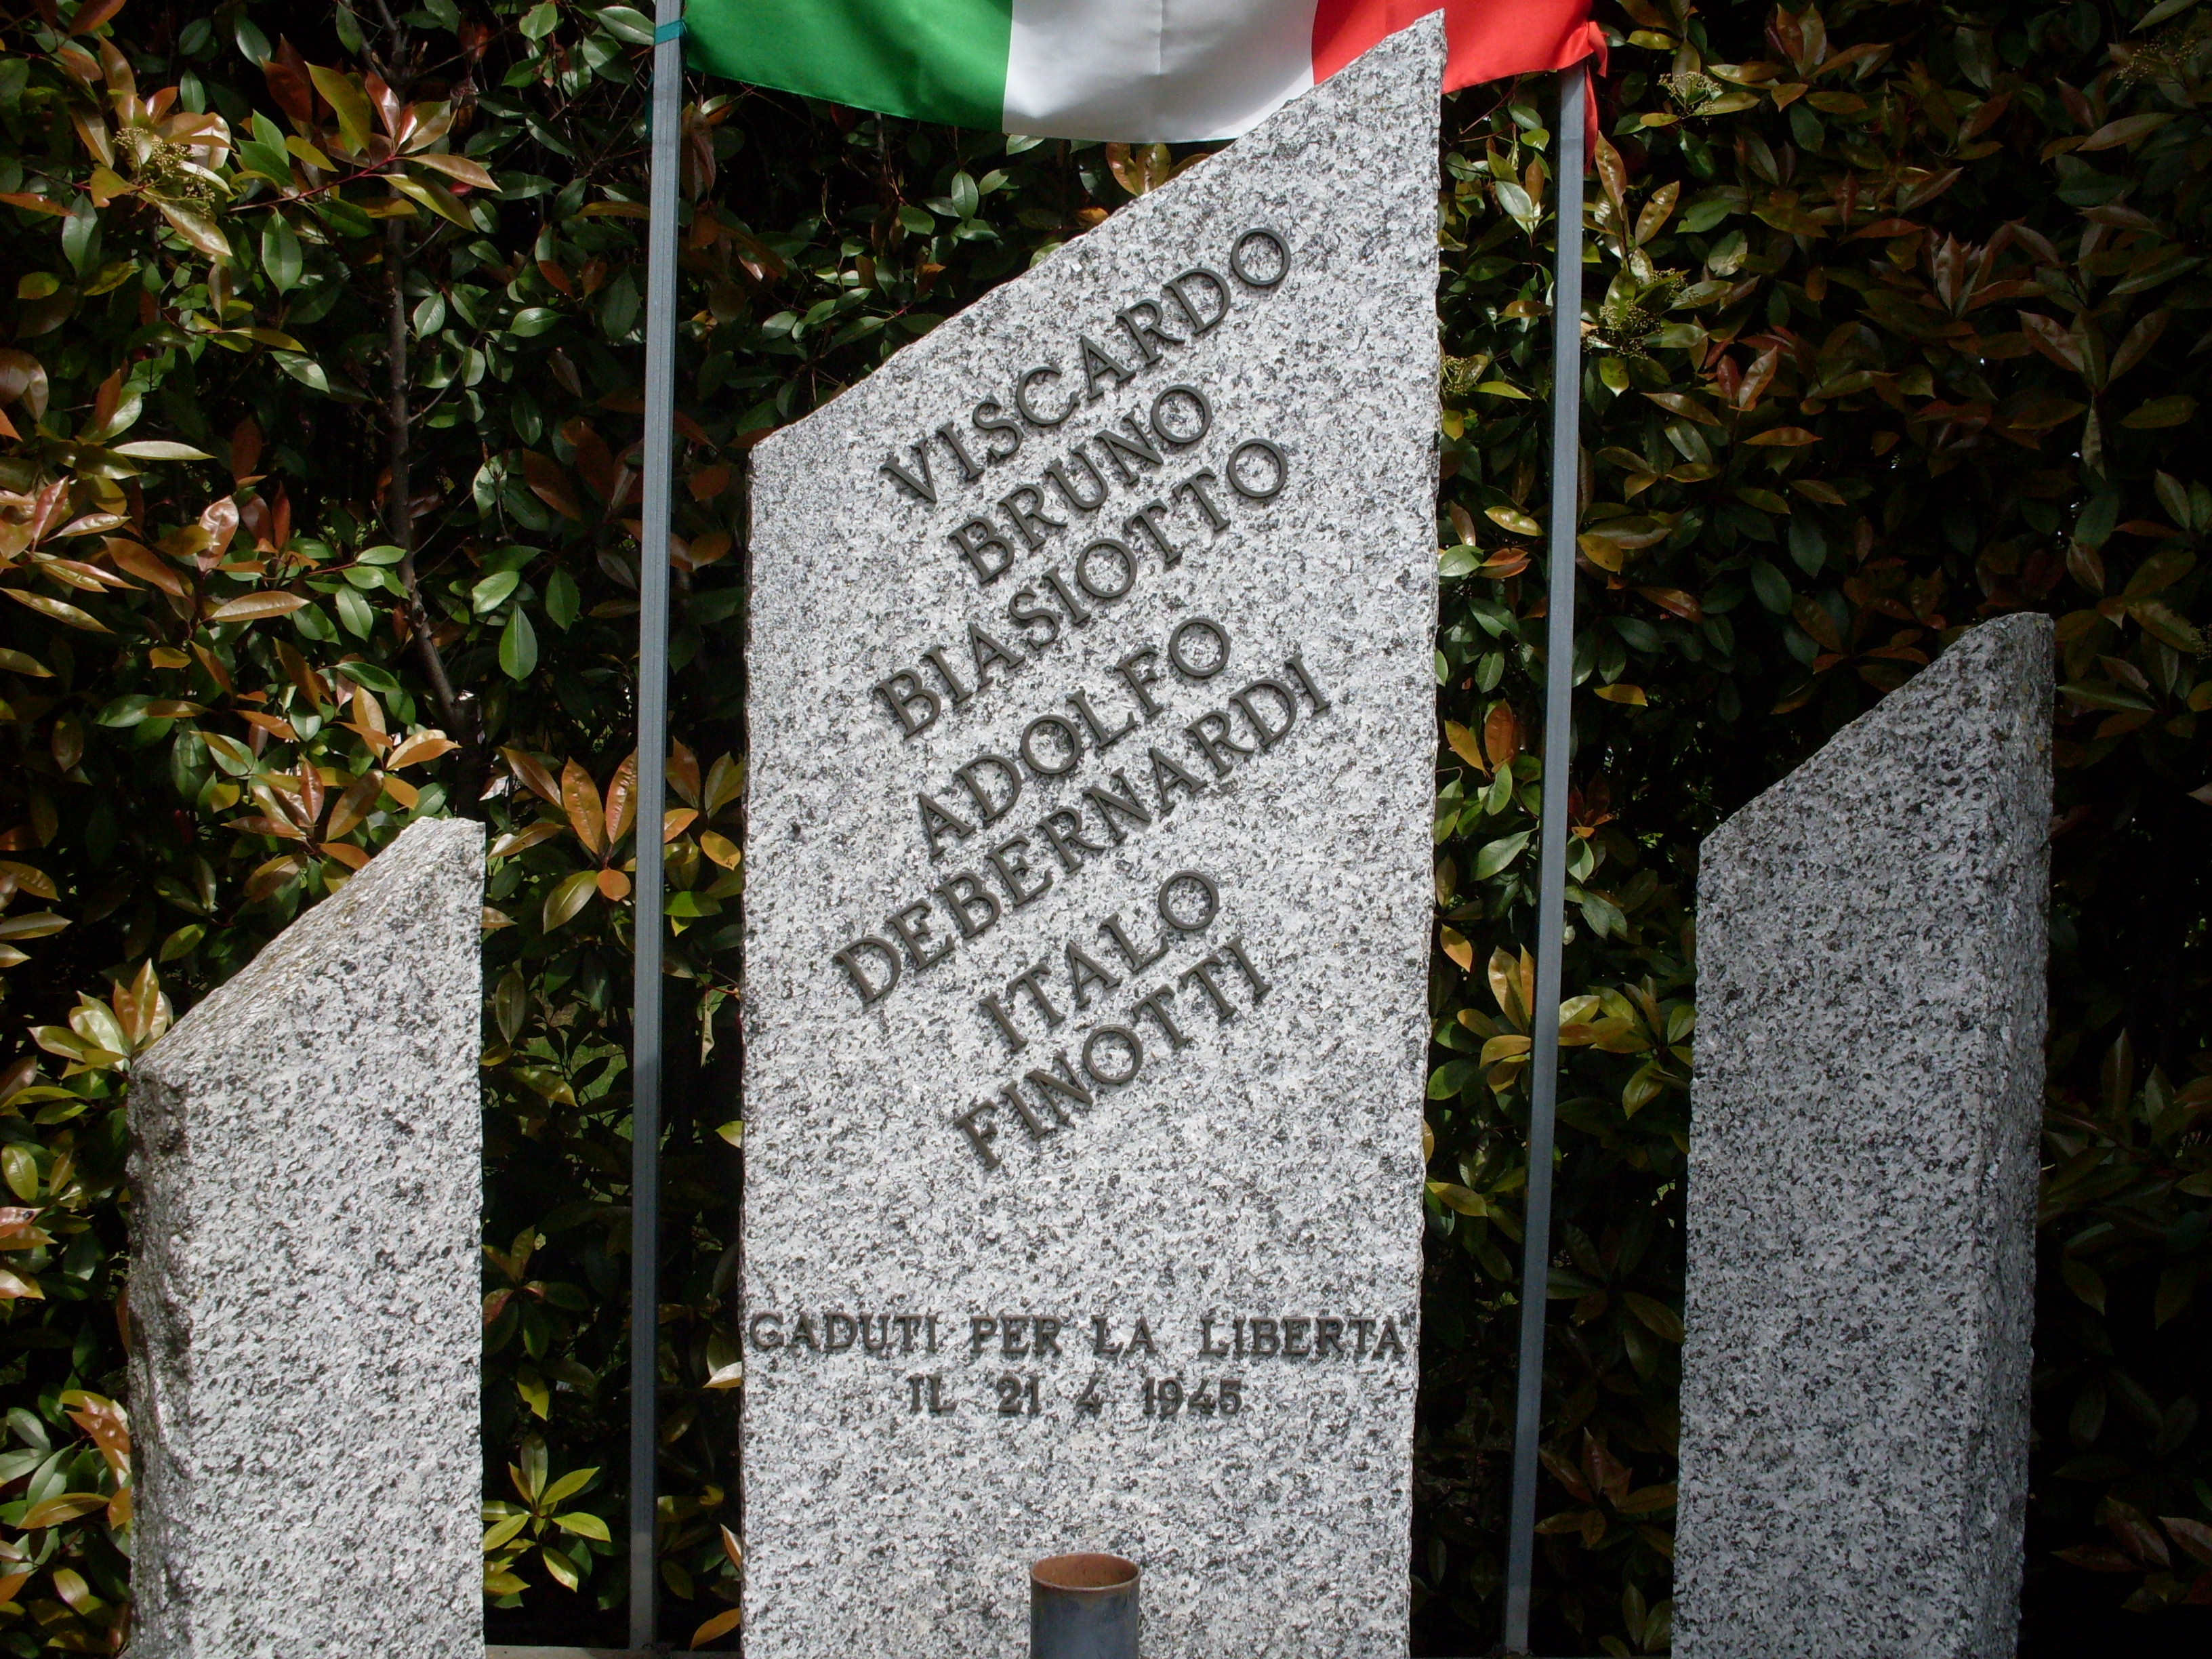 VISCARDO
BRUNO
BIASIOTTO
ADOLFO
DEBERNARDI
ITALO
FINOTTI
CADUTI PER LA LIBERTA
IL 21 4 1945